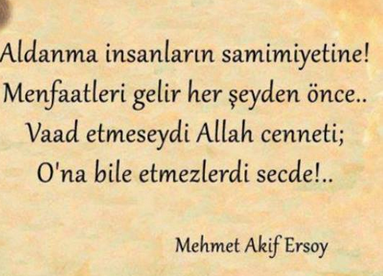 Aldanma insanların samimiyetine!
Menfaatleri gelir her şeyden önce..
Vaad etmeseydi Allah cenneti;
O'na bile etmezlerdi secde!..
Mehmet Akif Ersoy